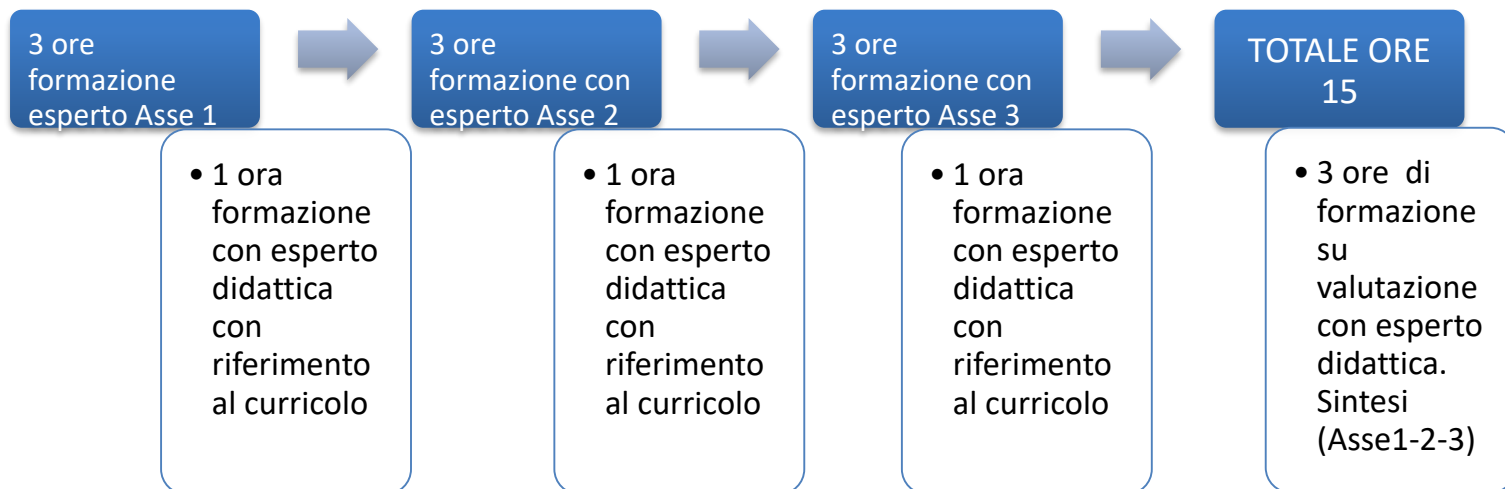 3 ore
formazione
esperto Asse 1
• 1 ora
formazione
con esperto
didattica
con
riferimento
al curricolo
3 ore
formazione con
esperto Asse 2
• 1 ora
formazione
con esperto
didattica
con
riferimento
al curricolo
3 ore
formazione con
esperto Asse 3
• 1 ora
formazione
con esperto
didattica
con
riferimento
al curricolo
TOTALE ORE
15
• 3 ore di
formazione
su
valutazione
con esperto
didattica.
Sintesi
(Asse1-2-3)